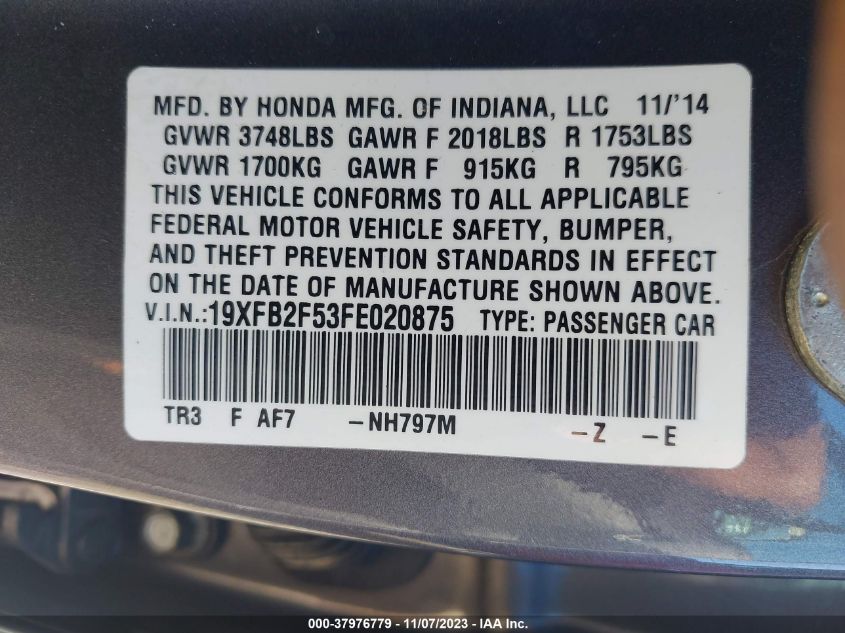 MFD. BY HONDA MFG. OF INDIANA, LLC 11/'14
GVWR 3748LBS GAWR F 2018LBS R 1753LBS
GVWR 1700KG GAWR F 915KG R 795KG
THIS VEHICLE CONFORMS TO ALL APPLICABLE
FEDERAL MOTOR VEHICLE SAFETY, BUMPER,
AND THEFT PREVENTION STANDARDS IN EFFECT
ON THE DATE OF MANUFACTURE SHOWN ABOVE.
V.I.N.:19XFB2F53FE020875 TYPE: PASSENGER CAR
TR3 F AF7 -NH797M -Z -E
000-37976779 - 11/07/2023 - IAA Inc.